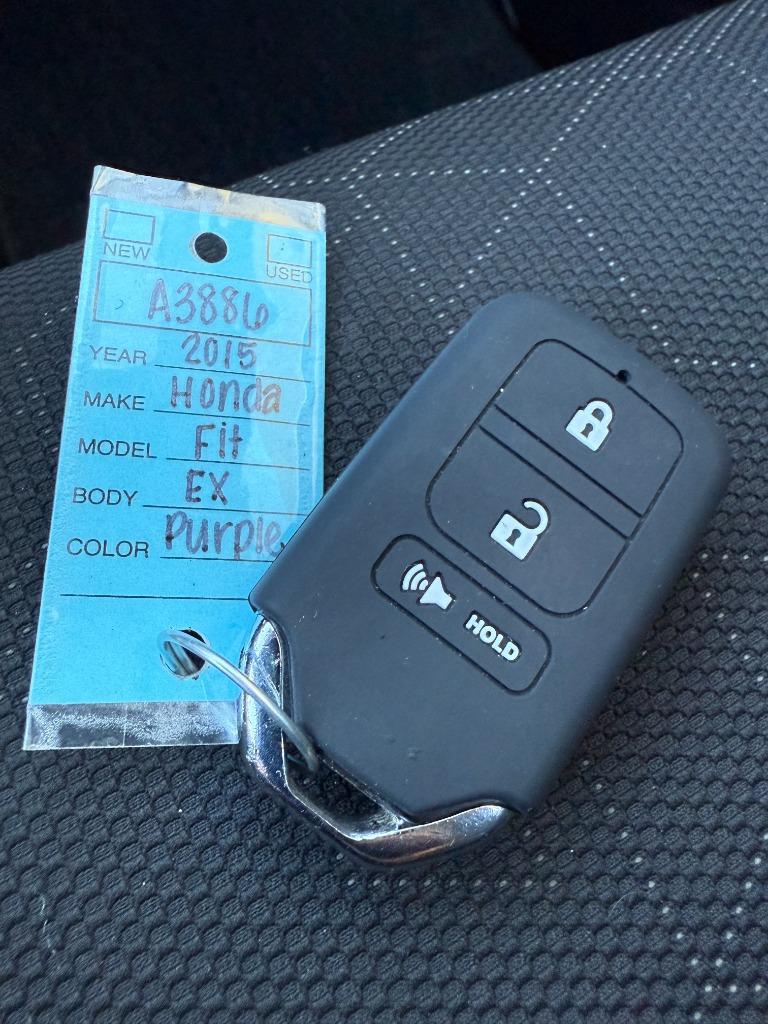 NEW
USED
A3886
YEAR 2015
MAKE Honda
MODEL Fit
BODY EX
COLOR Purple
HOLD